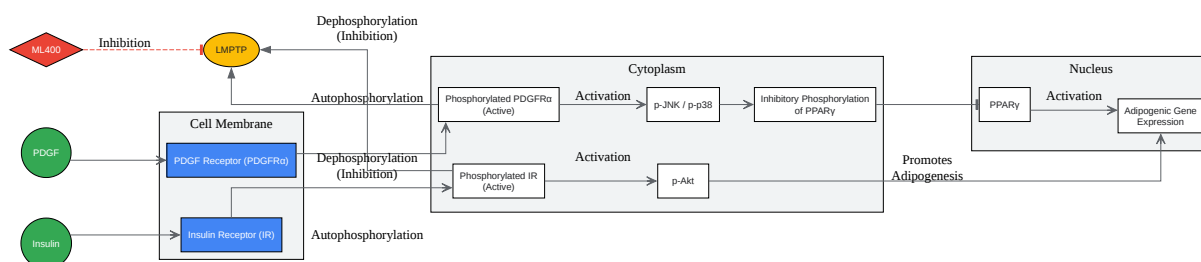 Dephosphorylation
(Inhibition)
ML400
Inhibition
LMPTP
Cytoplasm
Nucleus
Autophosphorylation
Phosphorylated PDGFRα
(Active)
Activation
p-JNK / p-p38
Inhibitory Phosphorylation
of PPARγ
PPARγ
Activation
Adipogenic Gene
Expression
Cell Membrane
PDGF
PDGF Receptor (PDGFRα)
Dephosphorylation
(Inhibition)
Phosphorylated IR
(Active)
Activation
p-Akt
Promotes
Adipogenesis
Insulin
Insulin Receptor (IR)
Autophosphorylation